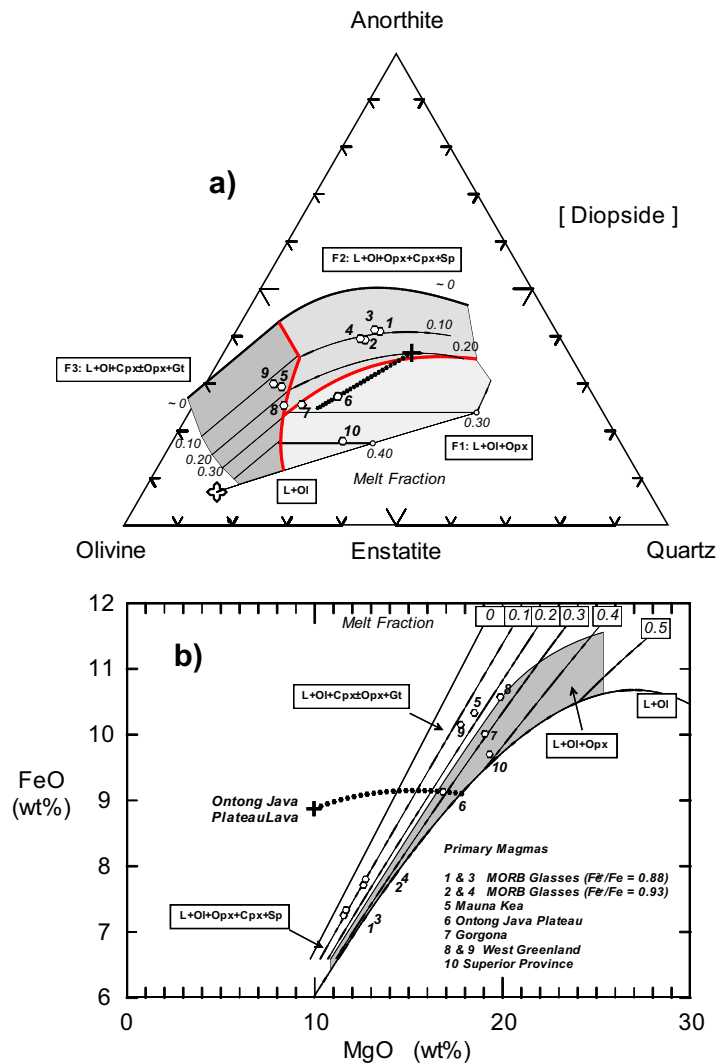 Anorthite
a)
[ Diopside ]
F2: L+Ol+Opx+Cpx+Sp
~ 0
3
1
4
2
0.10
0.20
F3: L+Ol+Cpx±Opx+Gt
9
5
~ 0
8
7
6
0.10
0.20
0.30
10
0.30
0.40
F1: L+Ol+Opx
L+Ol
Melt Fraction
Olivine
Enstatite
Quartz
12
11
10
9
8
7
6
FeO
(wt%)
b)
Melt Fraction
0
0.1
0.2
0.3
0.4
0.5
L+Ol+Cpx±Opx+Gt
5
8
9
7
10
L+Ol
L+Ol+Opx
Ontong Java
PlateauLava
6
4
2
3
1
L+Ol+Opx+Cpx+Sp
Primary Magmas
1 & 3 MORB Glasses (Fe/Fe = 0.88)
2 & 4 MORB Glasses (Fe/Fe = 0.93)
5 Mauna Kea
6 Ontong Java Plateau
7 Gorgona
8 & 9 West Greenland
10 Superior Province
0
10
20
30
MgO (wt%)